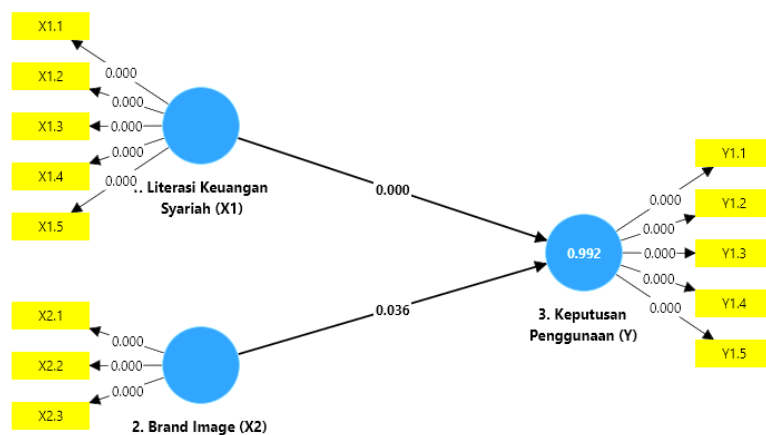 X1.1
X1.2
X1.3
X1.4
X1.5
0.000
0.000
0.000
0.000
0.000
Literasi Keuangan
Syariah (X1)
0.000
X2.1
X2.2
X2.3
0.000
0.000
0.000
2. Brand Image (X2)
0.036
0.992
3. Keputusan
Penggunaan (Y)
0.000
0.000
0.000
0.000
0.000
Y1.1
Y1.2
Y1.3
Y1.4
Y1.5